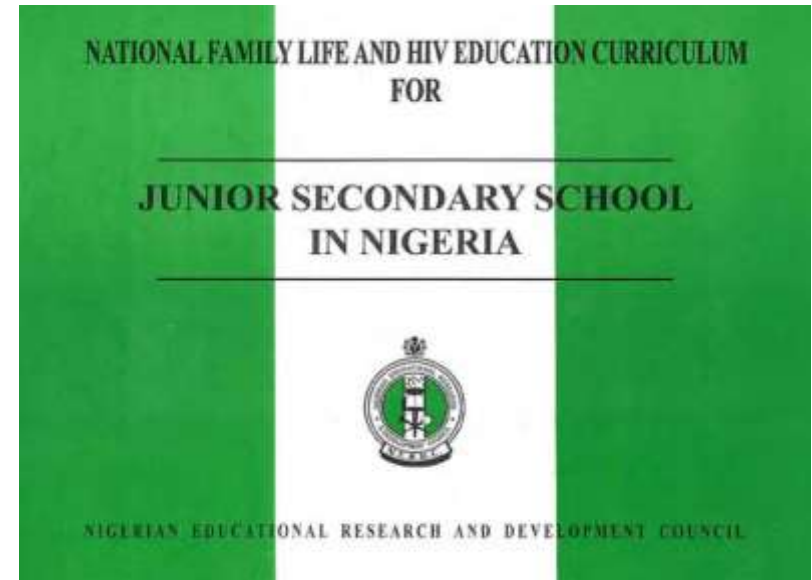 NATIONAL FAMILY LIFE AND HIV EDUCATION CURRICULUM
FOR
JUNIOR SECONDARY SCHOOL
IN NIGERIA
N.E.R.D.C.
NIGERIAN EDUCATIONAL RESEARCH AND DEVELOPMENT COUNCIL